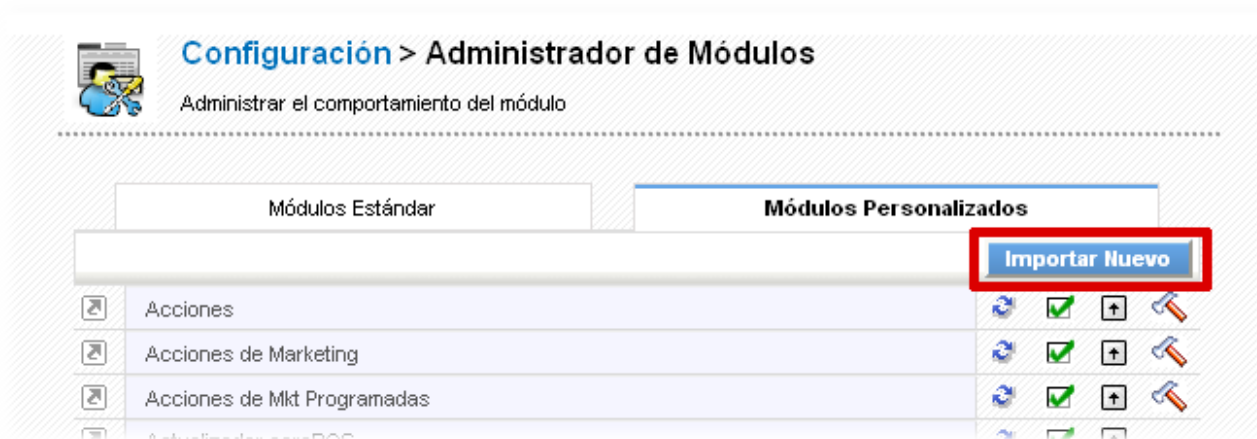 Configuración > Administrador de Módulos
Administrar el comportamiento del módulo
Módulos Estándar
Módulos Personalizados
Importar Nuevo
Acciones
Acciones de Marketing
Acciones de Mkt Programadas